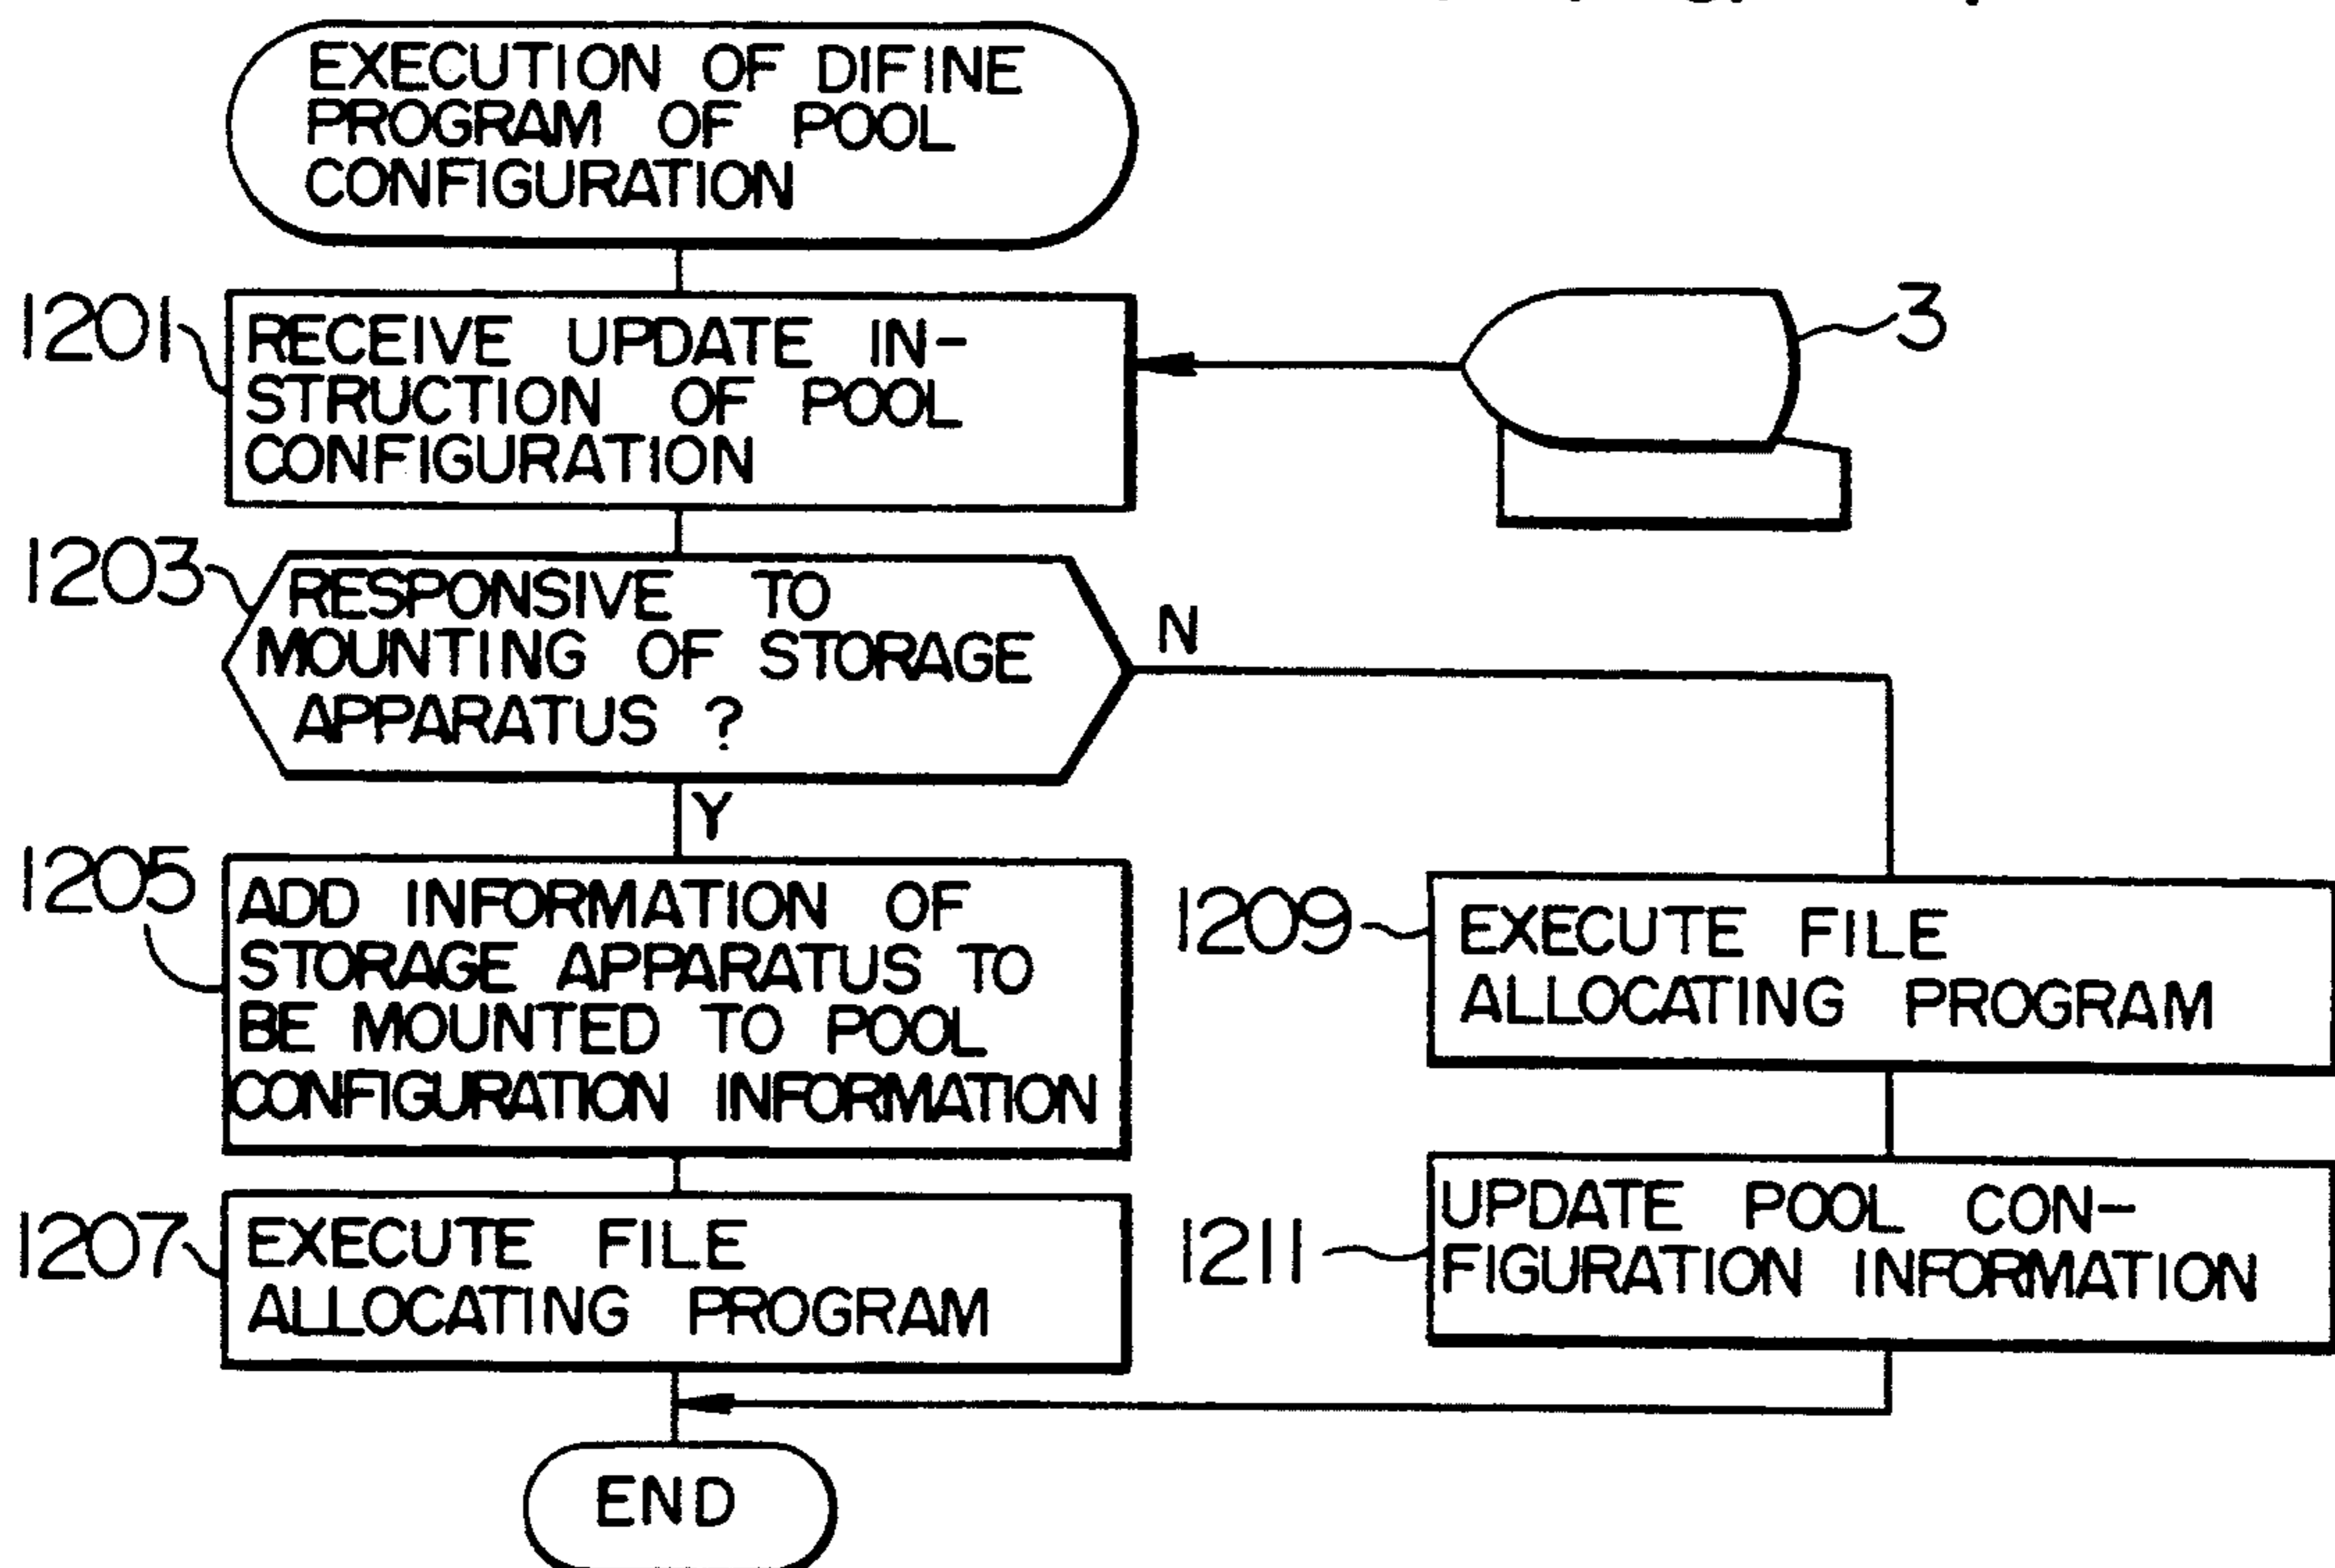 EXECUTION OF DIFINE
PROGRAM OF POOL
CONFIGURATION
1201
RECEIVE UPDATE IN-
STRUCTION OF POOL
CONFIGURATION
3
1203
RESPONSIVE TO
MOUNTING OF STORAGE
APPARATUS ?
N
Y
1205
ADD INFORMATION OF
STORAGE APPARATUS TO
BE MOUNTED TO POOL
CONFIGURATION INFORMATION
1209
EXECUTE FILE
ALLOCATING PROGRAM
1207
EXECUTE FILE
ALLOCATING PROGRAM
1211
UPDATE POOL CON-
FIGURATION INFORMATION
END